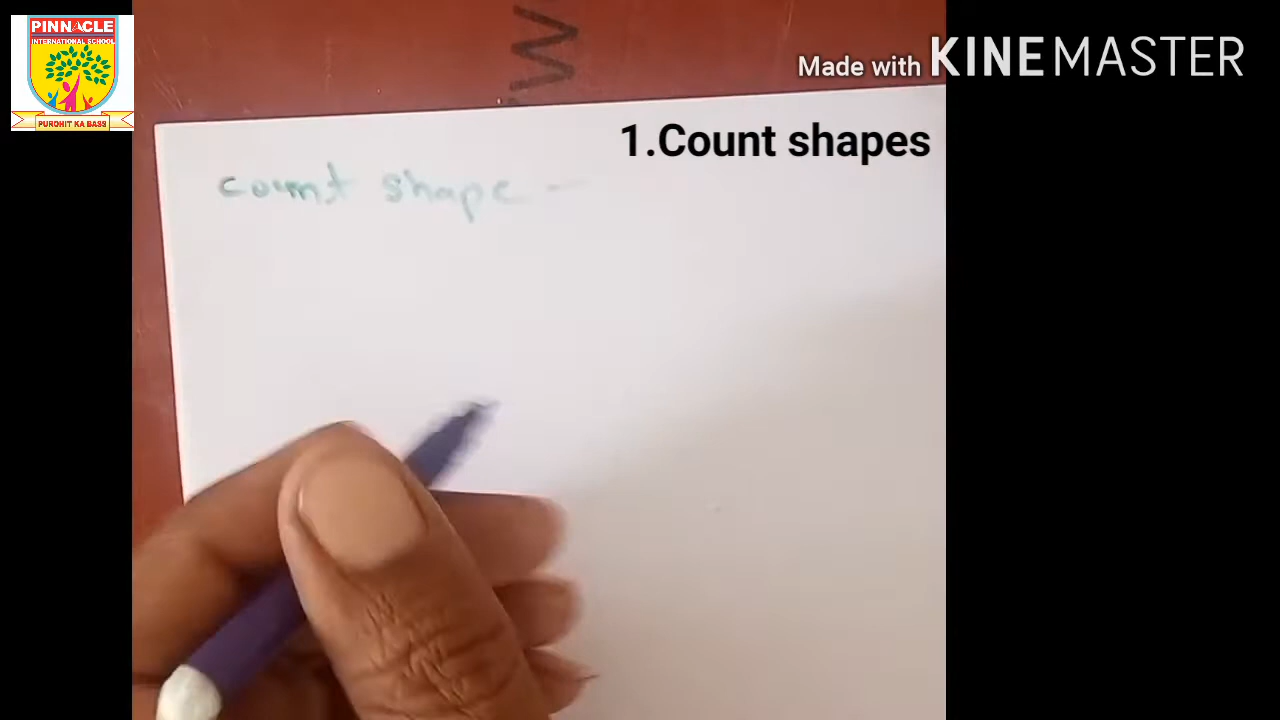 PINNACLE
INTERNATIONAL SCHOOL
PUROHIT KA BASS
Made with KINEMASTER
W
1.Count shapes
count shape -